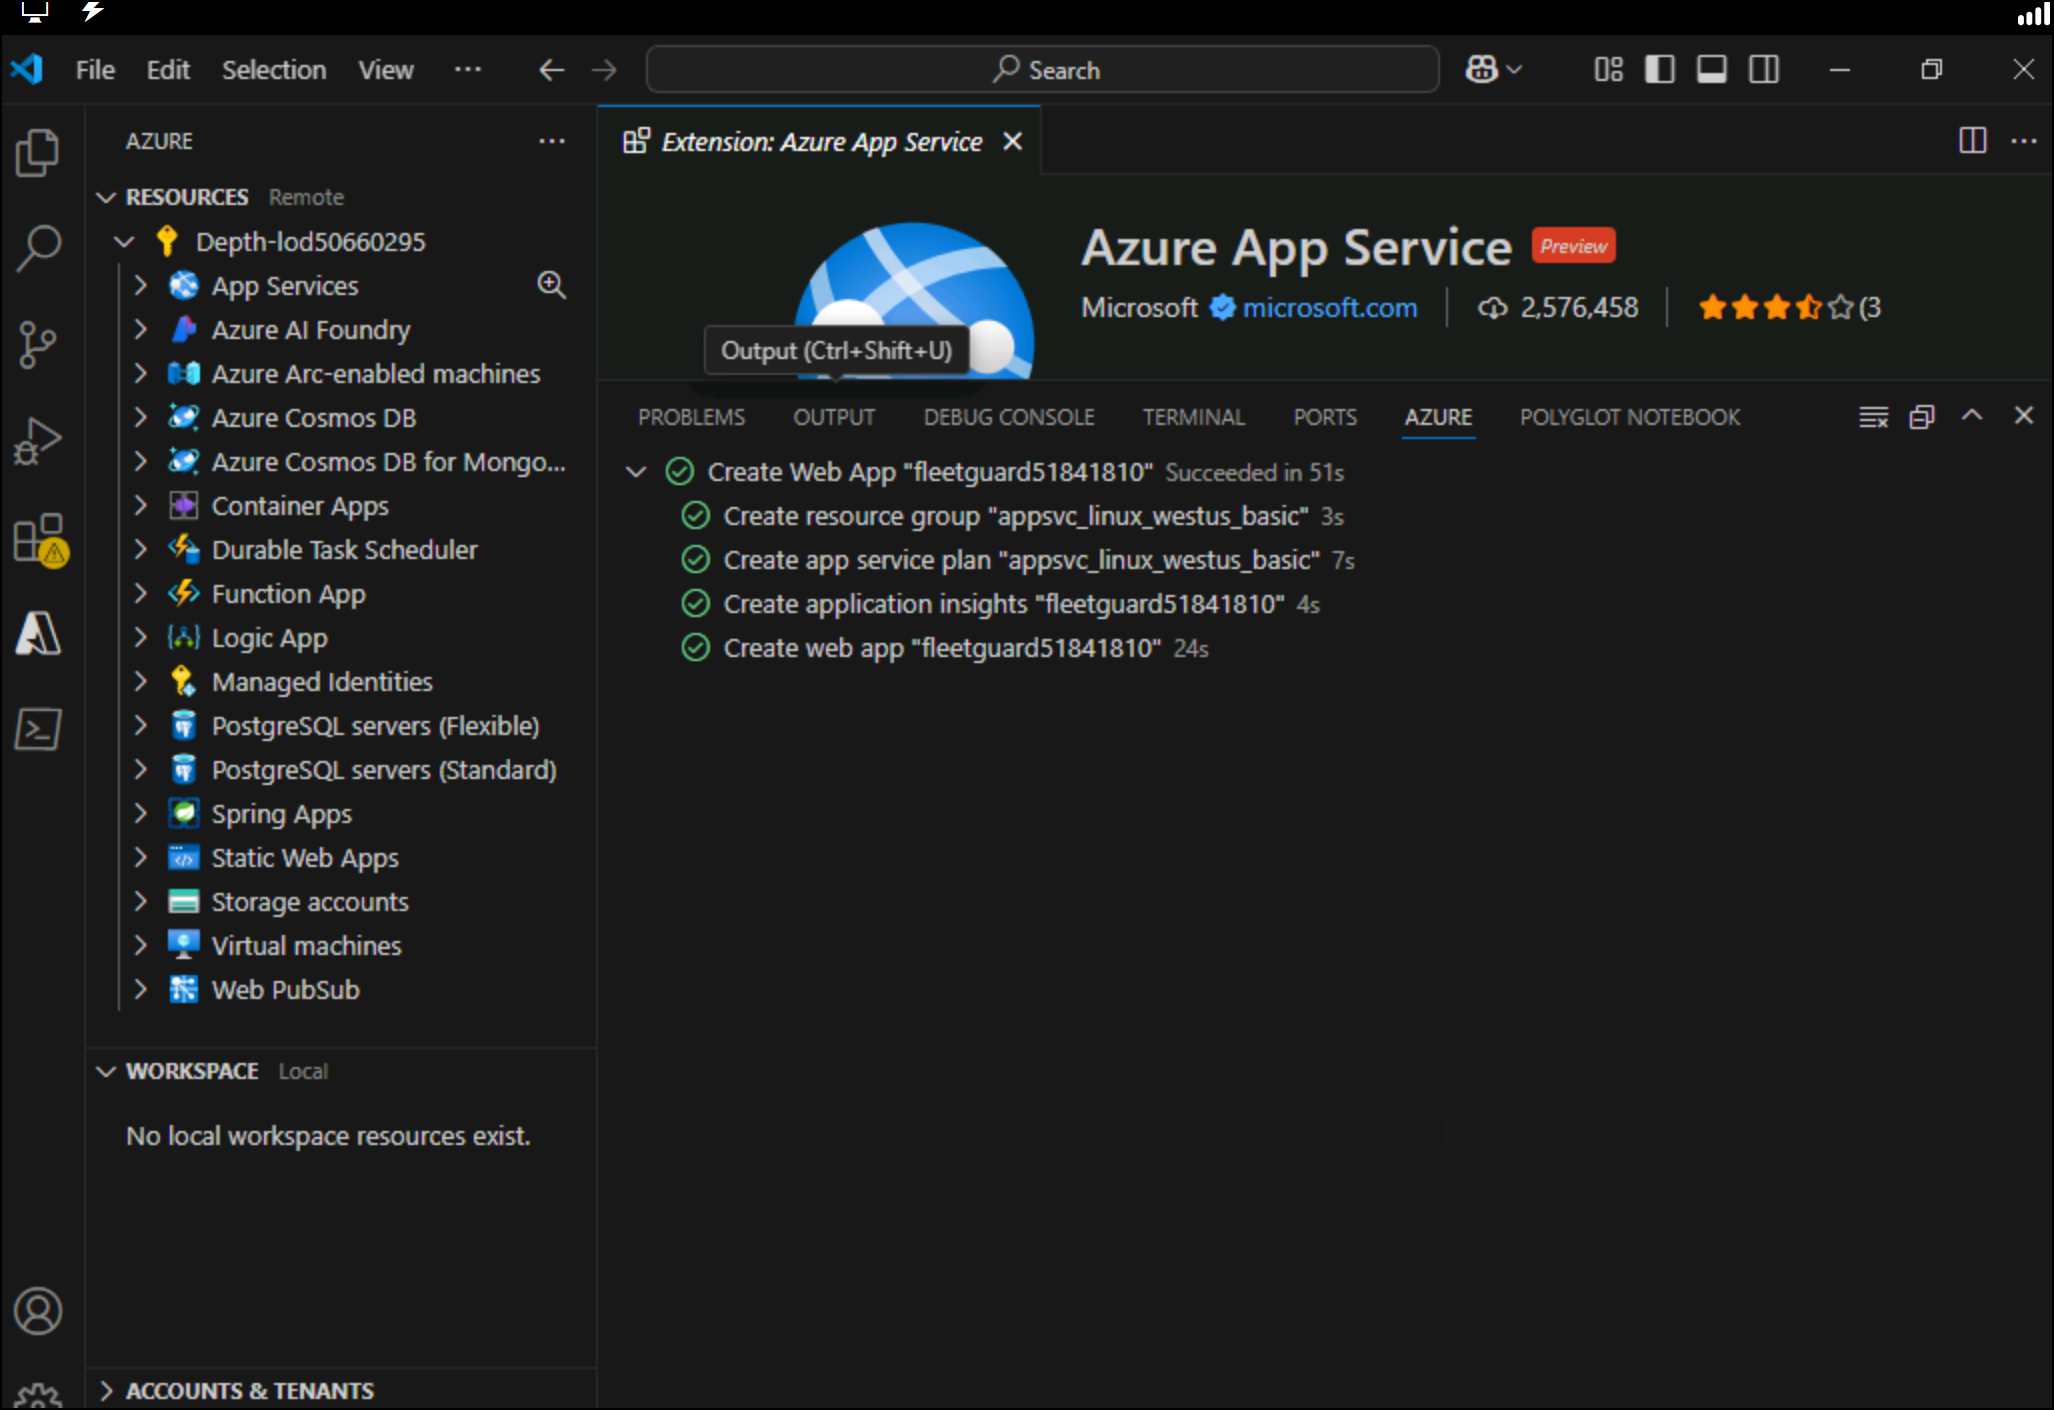 File Edit Selection View ··· Search
AZURE ···
RESOURCES Remote
Depth-lod50660295
App Services
Azure AI Foundry
Azure Arc-enabled machines
Azure Cosmos DB
Azure Cosmos DB for Mongo...
Container Apps
Durable Task Scheduler
Function App
Logic App
Managed Identities
PostgreSQL servers (Flexible)
PostgreSQL servers (Standard)
Spring Apps
Static Web Apps
Storage accounts
Virtual machines
Web PubSub
WORKSPACE Local
No local workspace resources exist.
ACCOUNTS & TENANTS
Extension: Azure App Service
Azure App Service Preview
Microsoft microsoft.com 2,576,458 (3
Output (Ctrl+Shift+U)
PROBLEMS OUTPUT DEBUG CONSOLE TERMINAL PORTS AZURE POLYGLOT NOTEBOOK
Create Web App "fleetguard51841810" Succeeded in 51s
Create resource group "appsvc_linux_westus_basic" 3s
Create app service plan "appsvc_linux_westus_basic" 7s
Create application insights "fleetguard51841810" 4s
Create web app "fleetguard51841810" 24s